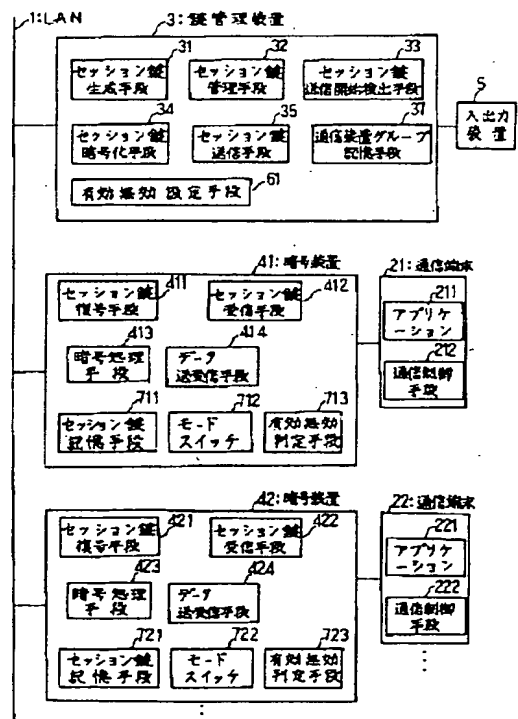 1:LAN
3:鍵管理装置
31
32
33
セッション鍵
生成手段
セッション鍵
管理手段
セッション鍵
送信開始検出手段
34
35
37
セッション鍵
暗号化手段
セッション鍵
送信手段
通信装置グループ
記憶手段
61
有効無効設定手段
5
入出力
装置
41:暗号装置
セッション鍵
復号手段
411
セッション鍵
受信手段
412
413
414
暗号処理
手段
データ
送受信手段
711
712
713
セッション鍵
記憶手段
モード
スイッチ
有効無効
判定手段
21:通信端末
211
アプリケ
ーション
212
通信制御
手段
42:暗号装置
421
422
セッション鍵
復号手段
セッション鍵
受信手段
423
424
暗号処理
手段
データ
送受信手段
721
722
723
セッション鍵
記憶手段
モード
スイッチ
有効無効
判定手段
22:通信端末
221
アプリケ
ーション
222
通信制御
手段